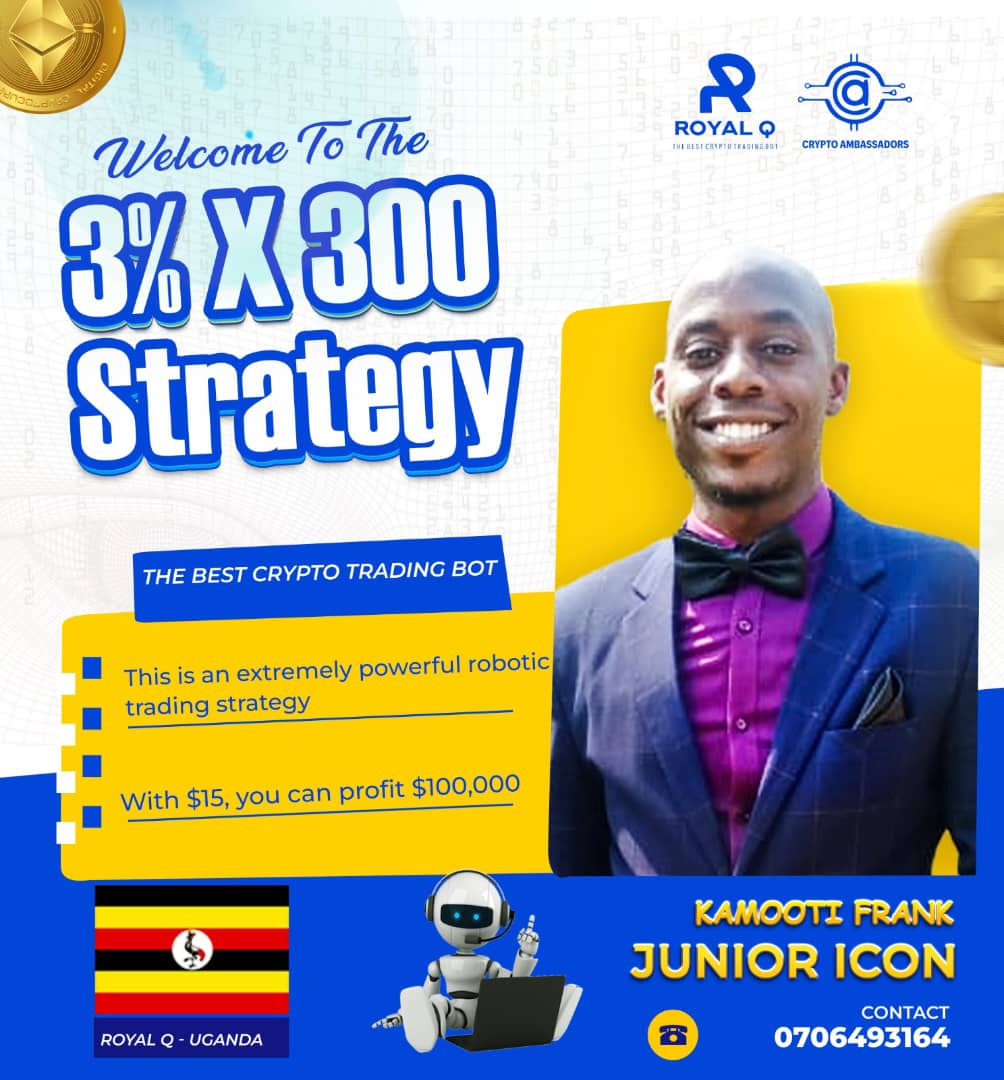 ROYAL Q
THE BEST CRYPTO TRADING BOT
CRYPTO AMBASSADORS
Welcome To The
3% X 300
Strategy
THE BEST CRYPTO TRADING BOT
This is an extremely powerful robotic
trading strategy
With $15, you can profit $100,000
ROYAL Q - UGANDA
KAMOOTI FRANK
JUNIOR ICON
CONTACT
0706493164